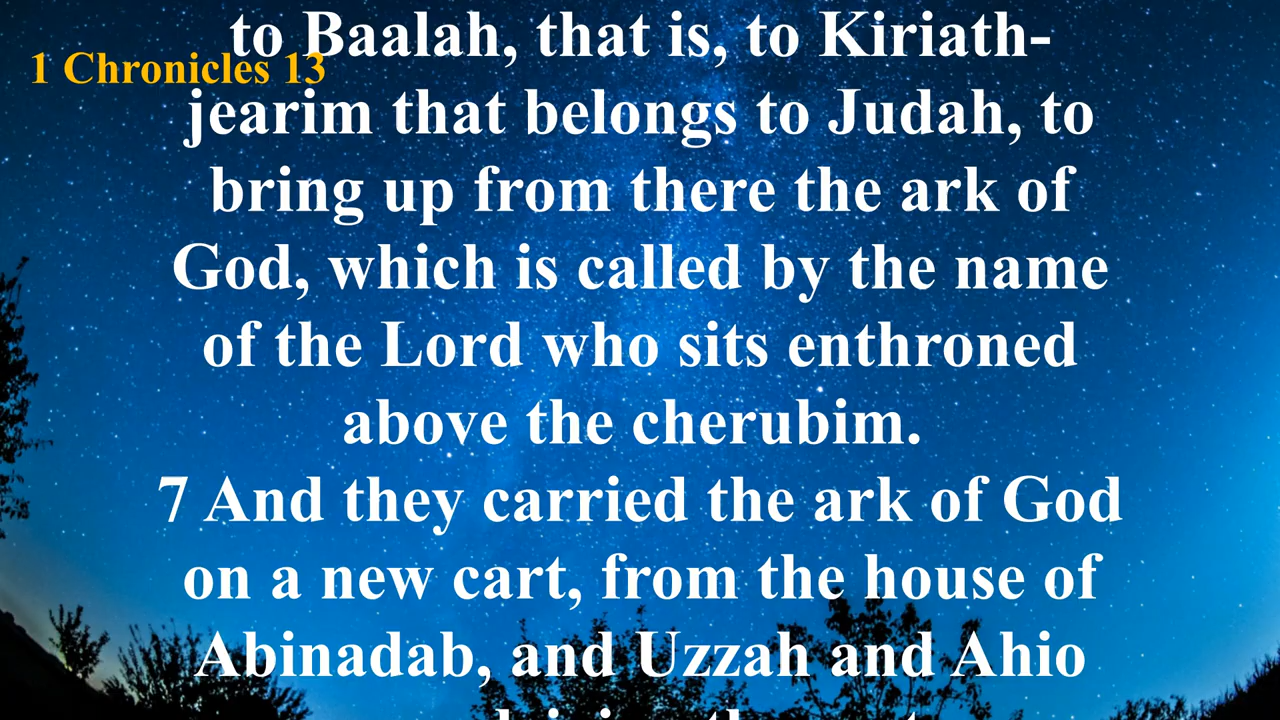 to Baalah, that is, to Kiriath-
1 Chronicles 13
jearim that belongs to Judah, to
bring up from there the ark of
God, which is called by the name
of the Lord who sits enthroned
above the cherubim.
7 And they carried the ark of God
on a new cart, from the house of
Abinadab, and Uzzah and Ahio